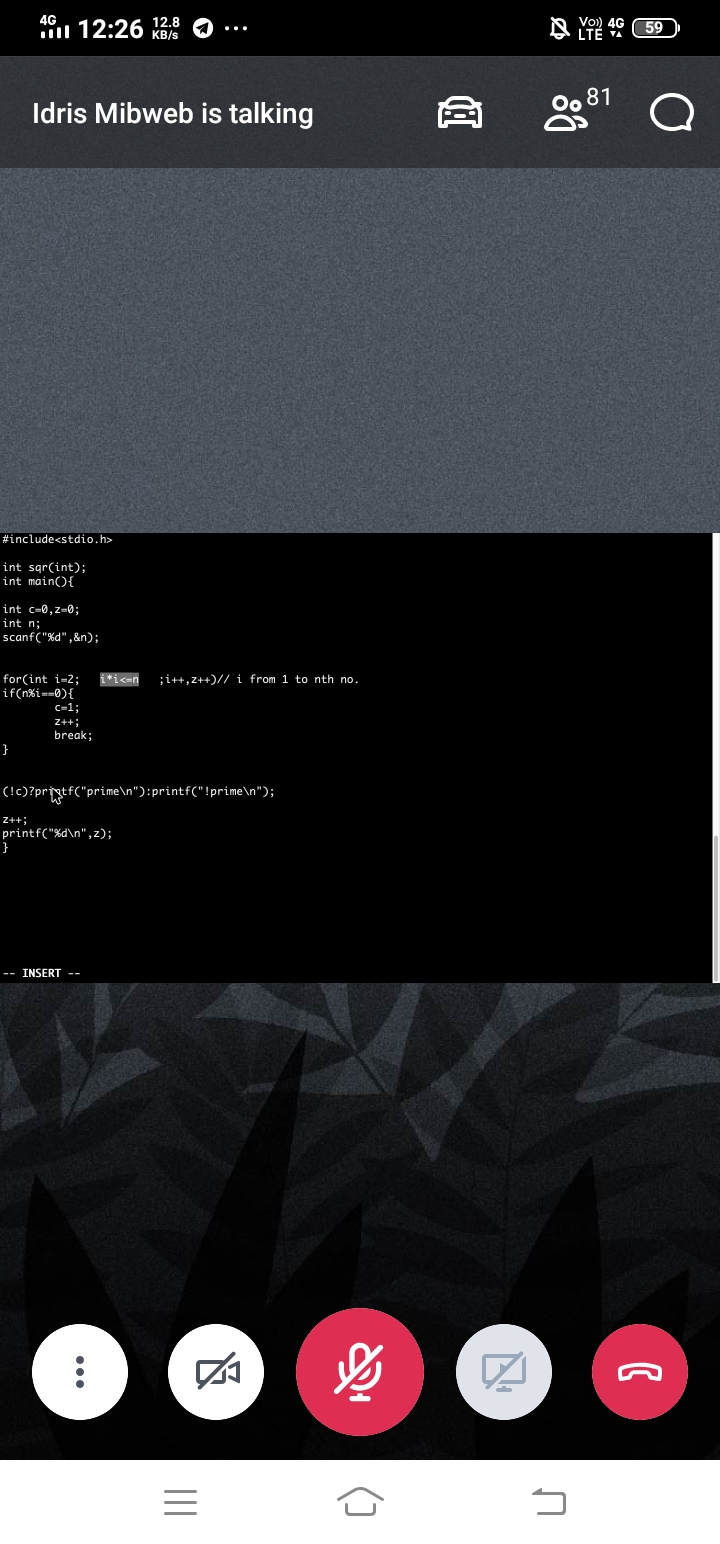 4G 12:26 12.8 KB/s ... Vo)) LTE 4G 59
Idris Mibweb is talking 81
#include<stdio.h>
int sqr(int);
int main(){
int c=0,z=0;
int n;
scanf("%d",&n);
for(int i=2; i*i<=n ;i++,z++)// i from 1 to nth no.
if(n%i==0){
c=1;
z++;
break;
}
(!c)?printf("prime\n"):printf("!prime\n");
z++;
printf("%d\n",z);
}
-- INSERT --